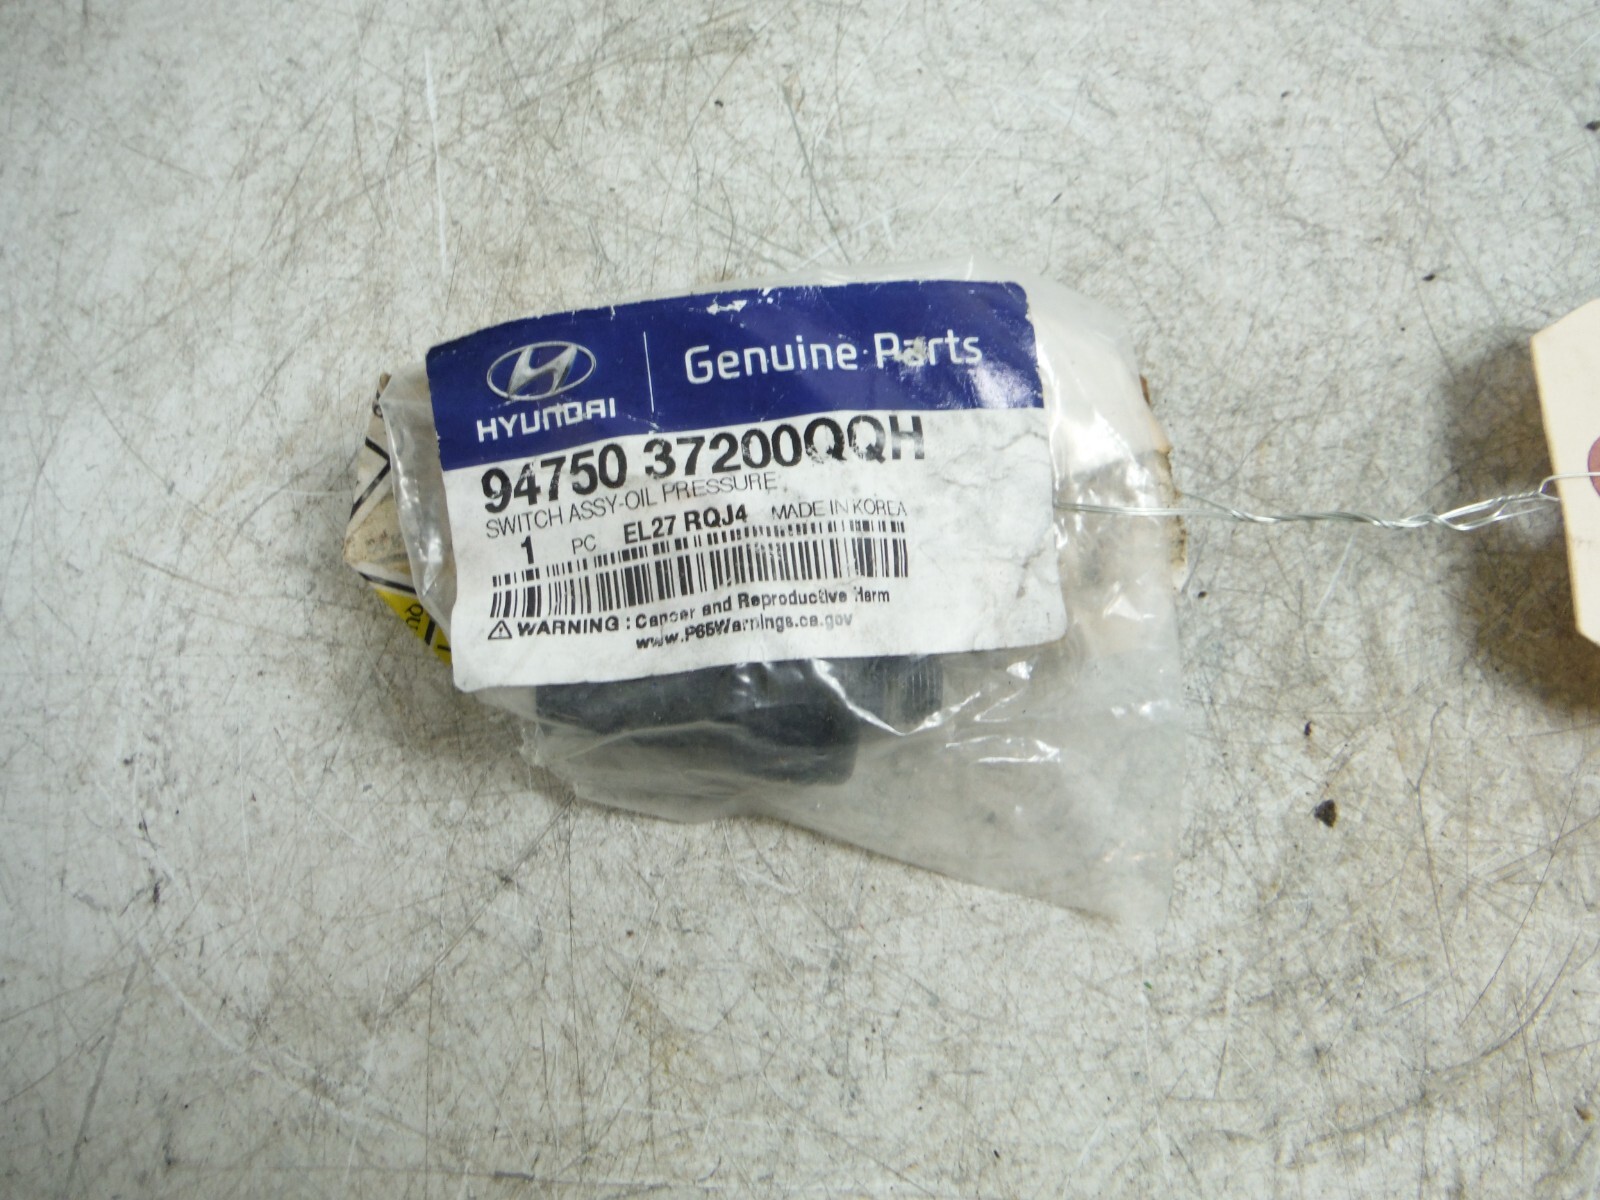 HYUNDAI
Genuine Parts
94750 37200QQH
SWITCH ASSY-OIL PRESSURE
1 PC EL27 RQJ4 MADE IN KOREA
WARNING : Cancer and Reproductive Harm
www.P65Warnings.ca.gov